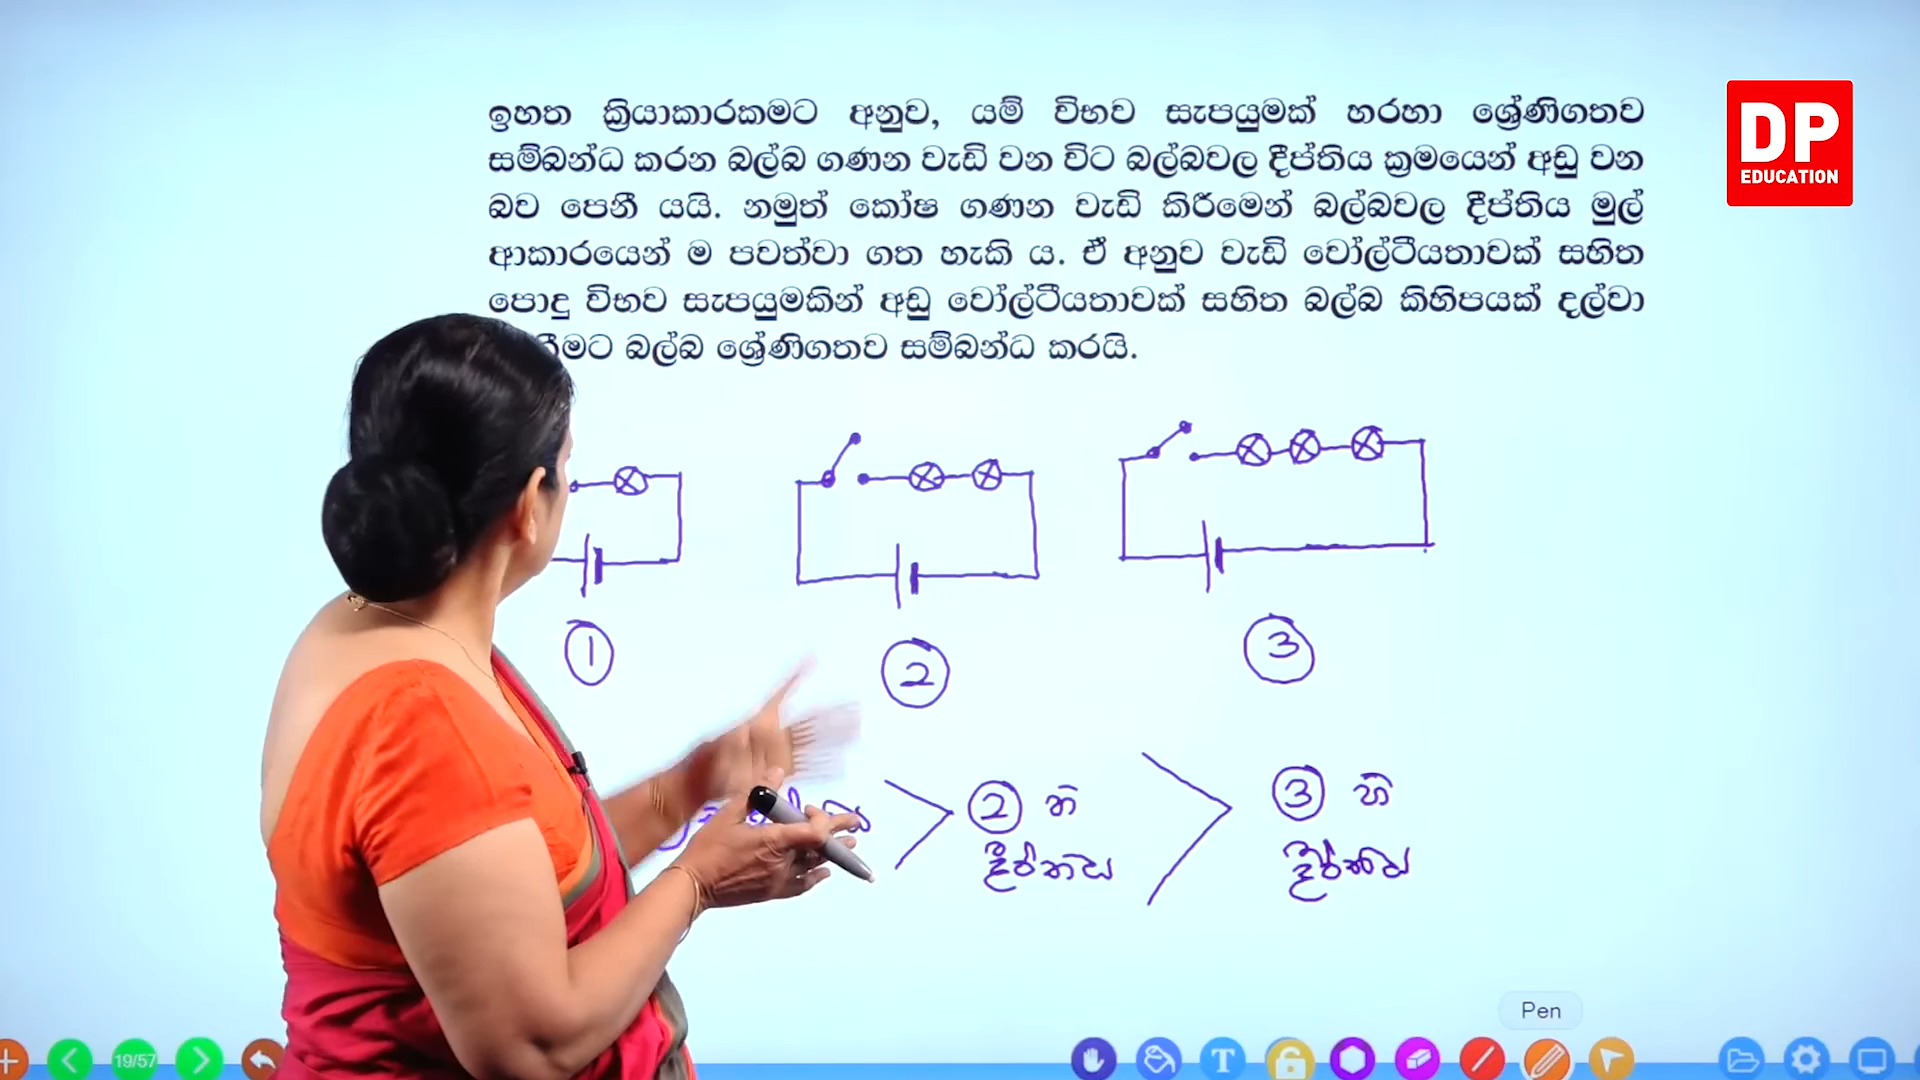 ඉහත ක්‍රියාකාරකමට අනුව, යම් විභව සැපයුමක් හරහා ශ්‍රේණිගතව
සම්බන්ධ කරන බල්බ ගණන වැඩි වන විට බල්බවල දීප්තිය ක්‍රමයෙන් අඩු වන
බව පෙනී යයි. නමුත් කෝෂ ගණන වැඩි කිරීමෙන් බල්බවල දීප්තිය මුල්
ආකාරයෙන් ම පවත්වා ගත හැකි ය. ඒ අනුව වැඩි වෝල්ටීයතාවක් සහිත
පොදු විභව සැපයුමකින් අඩු වෝල්ටීයතාවක් සහිත බල්බ කිහිපයක් දල්වා
බල්බ ශ්‍රේණිගතව සම්බන්ධ කරයි.
DP
EDUCATION
1
2
3
> 2 හි > 3 හි
දීප්තිය දීප්තිය
Pen
19/57
T